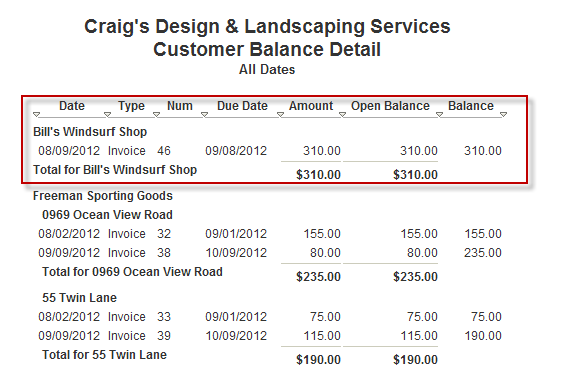 Craig's Design & Landscaping Services
Customer Balance Detail
All Dates
Date Type Num Due Date Amount Open Balance Balance
Bill's Windsurf Shop
08/09/2012 Invoice 46 09/08/2012 310.00 310.00 310.00
Total for Bill's Windsurf Shop $310.00 $310.00
Freeman Sporting Goods
0969 Ocean View Road
08/02/2012 Invoice 32 09/01/2012 155.00 155.00 155.00
09/09/2012 Invoice 38 10/09/2012 80.00 80.00 235.00
Total for 0969 Ocean View Road $235.00 $235.00
55 Twin Lane
08/02/2012 Invoice 33 09/01/2012 75.00 75.00 75.00
09/09/2012 Invoice 39 10/09/2012 115.00 115.00 190.00
Total for 55 Twin Lane $190.00 $190.00